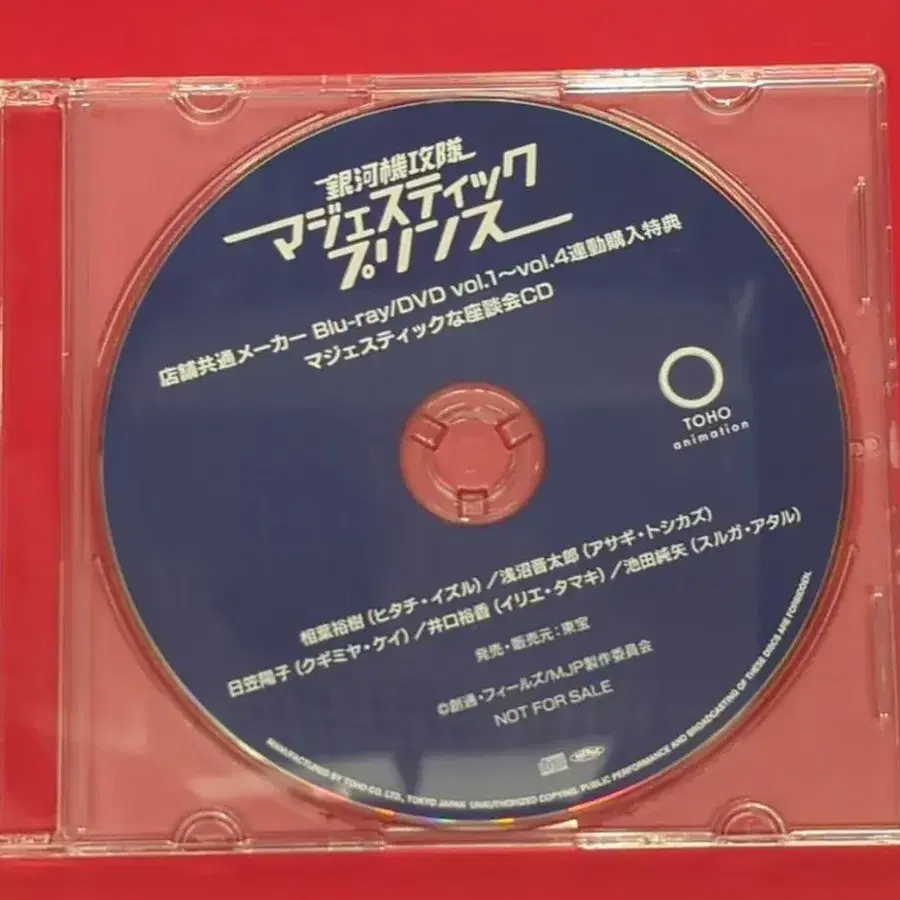 銀河機攻隊
マジェスティック
プリンス
店舗共通メーカー Blu-ray/DVD vol.1～vol.4連動購入特典
マジェスティックな座談会CD
TOHO
animation
相葉裕樹（ヒタチ・イズル）／浅沼晋太郎（アサギ・トシカズ）
日笠陽子（クギミヤ・ケイ）／井口裕香（イリエ・タマキ）／池田純矢（スルガ・アタル）
発売・販売元：東宝
©創通・フィールズ/MJP製作委員会
NOT FOR SALE
MANUFACTURED BY TOHO CO. LTD., TOKYO JAPAN UNAUTHORIZED COPYING, PUBLIC PERFORMANCE AND BROADCASTING OF THESE DISCS ARE FORBIDDEN.